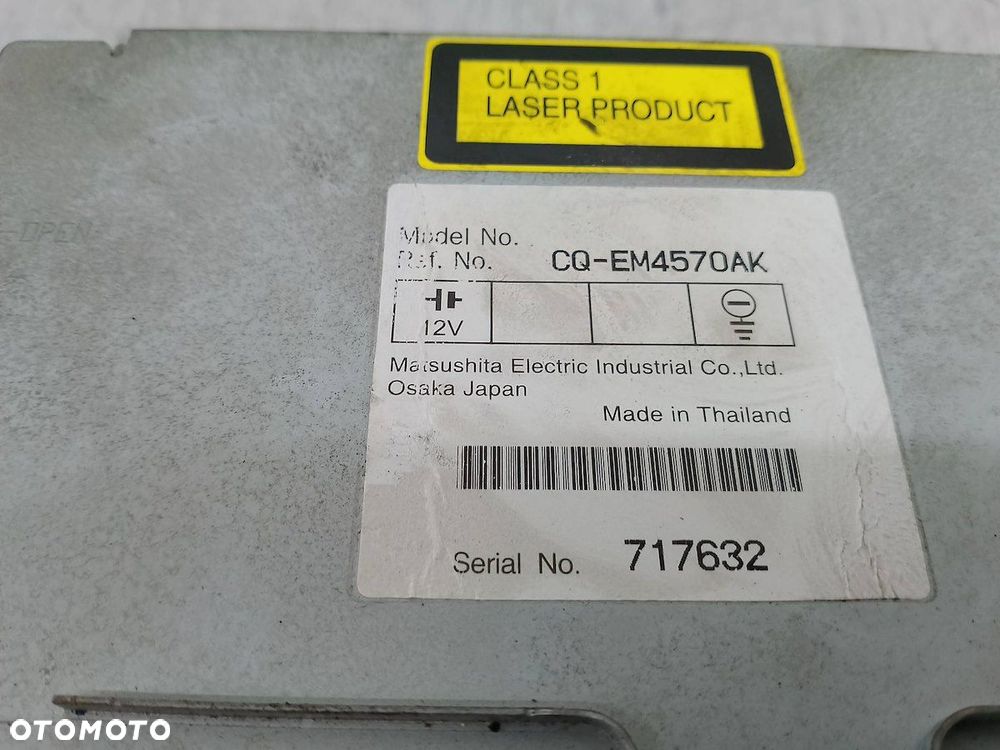 CLASS 1
LASER PRODUCT
OPEN
Model No.
Ref. No. CQ-EM4570AK
12V
Matsushita Electric Industrial Co.,Ltd.
Osaka Japan
Made in Thailand
Serial No. 717632
OTOMOTO